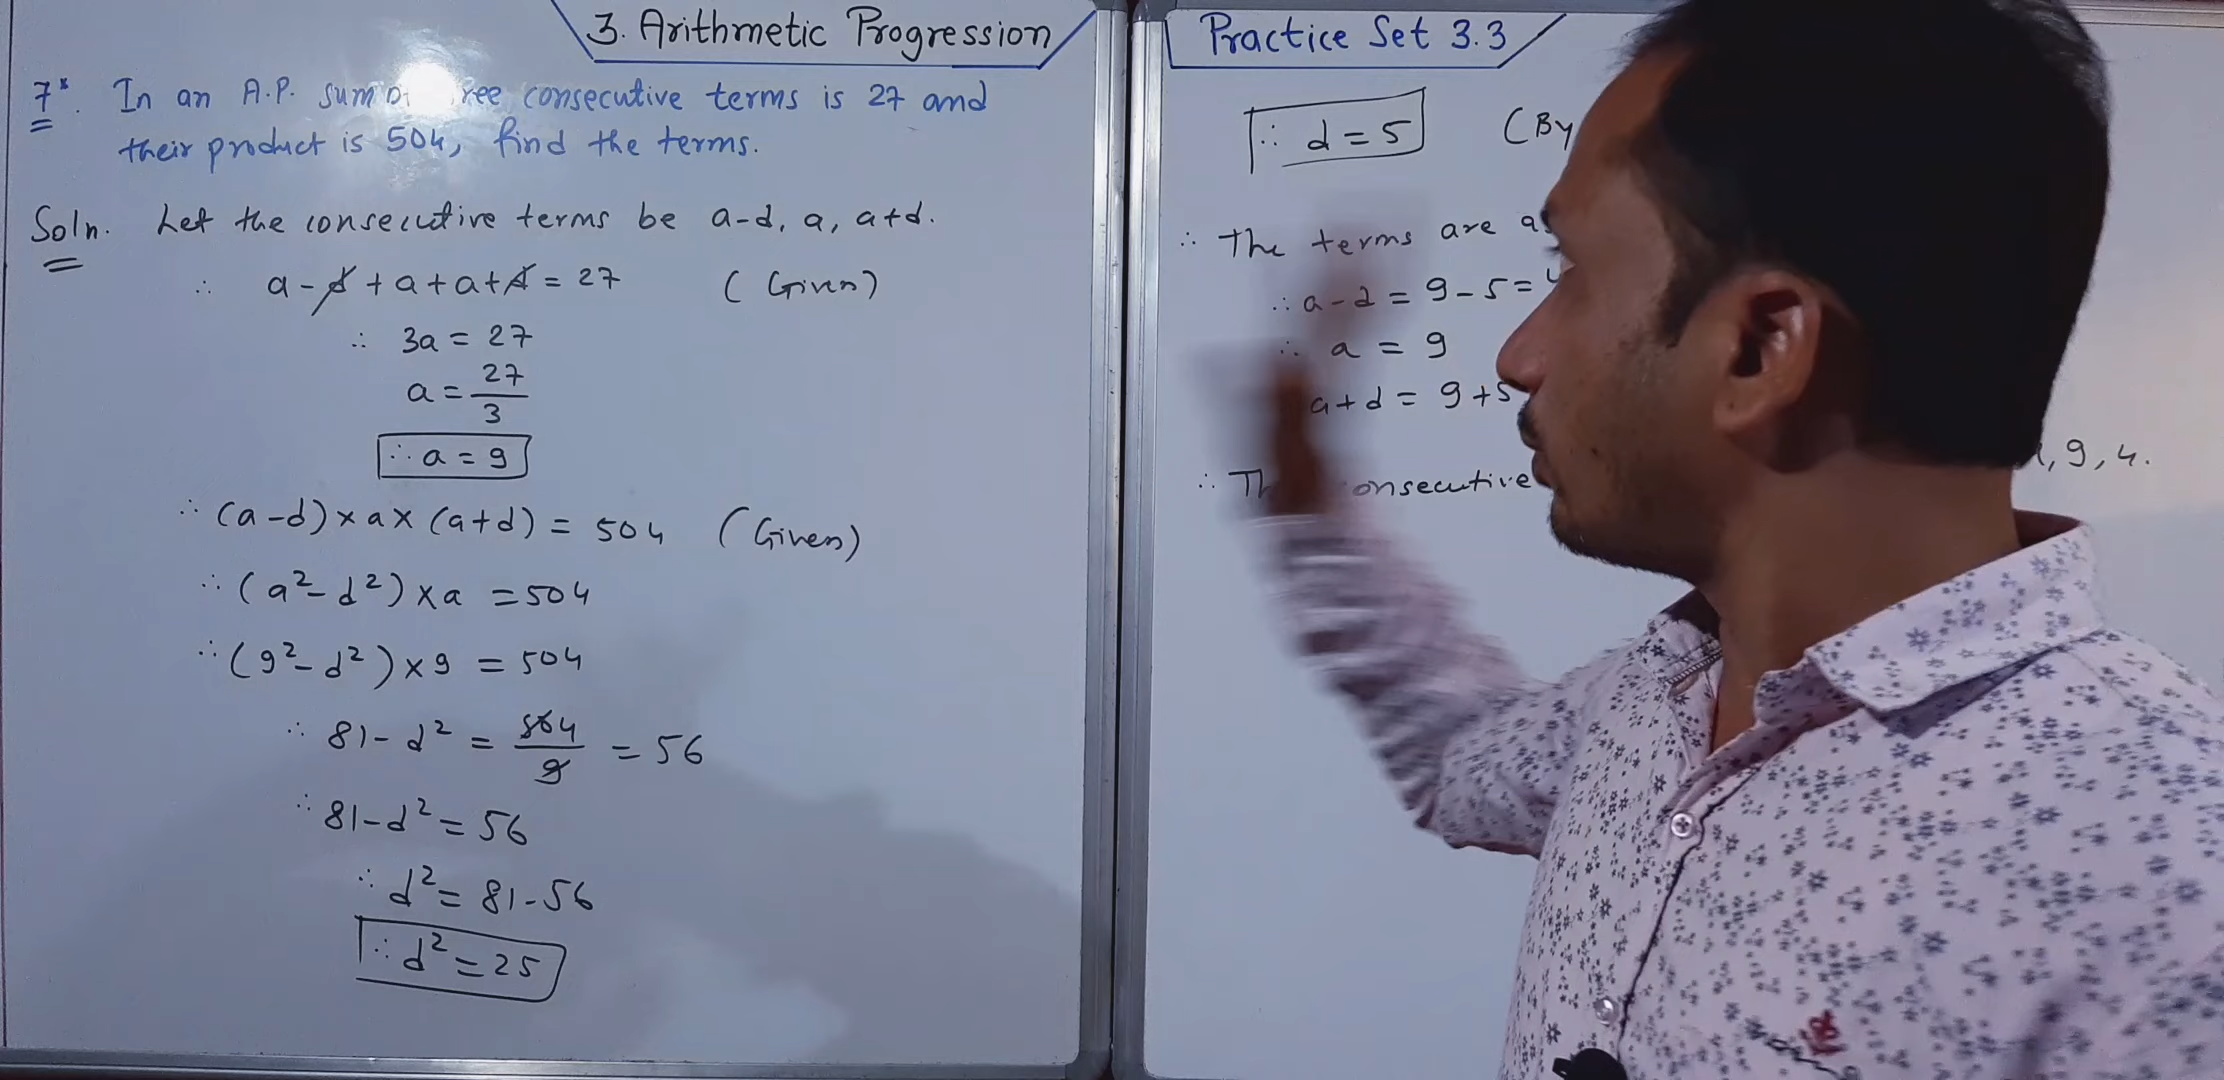 3. Arithmetic Progression
7*. In an A.P. sum consecutive terms is 27 and
their product is 504, find the terms.
Soln. Let the consecutive terms be a-d, a, a+d.
∴ a-d+a+a+d = 27 (Given)
∴ 3a = 27
a = 27/3
∴ a = 9
∴ (a-d)×a×(a+d) = 504 (Given)
∴ (a²-d²)×a = 504
∴ (9²-d²)×9 = 504
∴ 81-d² = 504/9 = 56
∴ 81-d² = 56
∴ d² = 81-56
∴ d² = 25
Practice Set 3.3
∴ d = 5 (By
∴ The terms are
∴ a-d = 9-5 =
∴ a = 9
a+d = 9+5
∴ consecutive , 9, 4.